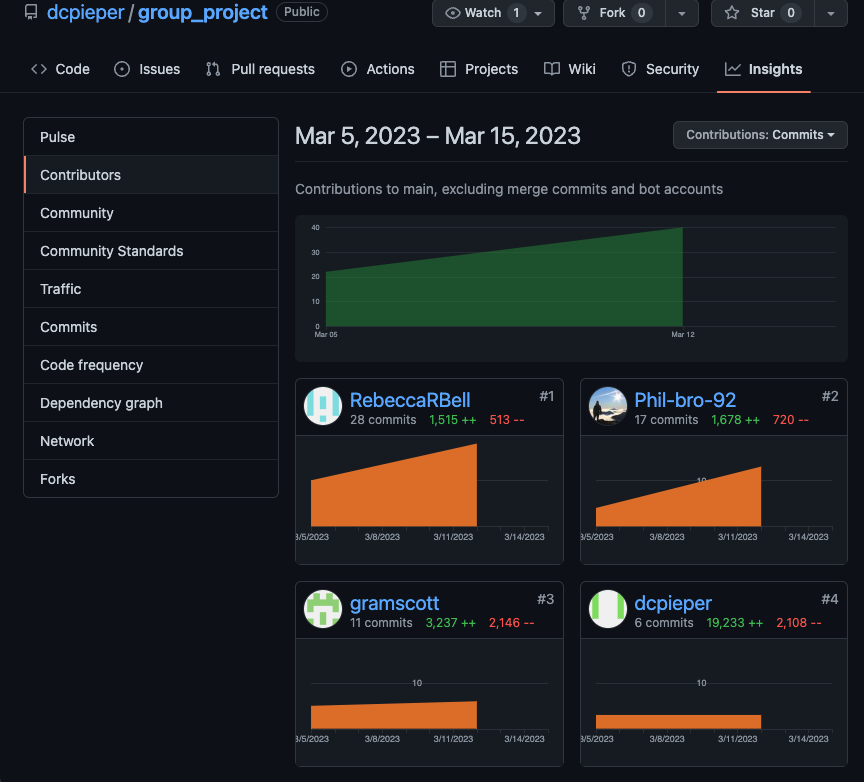 dcpieper / group_project Public Watch 1 Fork 0 Star 0
Code Issues Pull requests Actions Projects Wiki Security Insights
Pulse
Contributors
Community
Community Standards
Traffic
Commits
Code frequency
Dependency graph
Network
Forks
Mar 5, 2023 – Mar 15, 2023 Contributions: Commits
Contributions to main, excluding merge commits and bot accounts
40
30
20
10
0
Mar 05 Mar 12
RebeccaRBell #1
28 commits 1,515 ++ 513 --
3/5/2023 3/8/2023 3/11/2023 3/14/2023
Phil-bro-92 #2
17 commits 1,678 ++ 720 --
10
3/5/2023 3/8/2023 3/11/2023 3/14/2023
gramscott #3
11 commits 3,237 ++ 2,146 --
10
3/5/2023 3/8/2023 3/11/2023 3/14/2023
dcpieper #4
6 commits 19,233 ++ 2,108 --
10
3/5/2023 3/8/2023 3/11/2023 3/14/2023